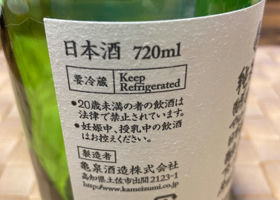 日本酒 720ml
要冷蔵 Keep Refrigerated
●20歳未満の者の飲酒は
法律で禁止されています。
●妊娠中、授乳中の飲酒
はお控えください。
製造者
亀泉酒造株式会社
高知県土佐市出間2123-1
http://www.kameizumi.co.jp